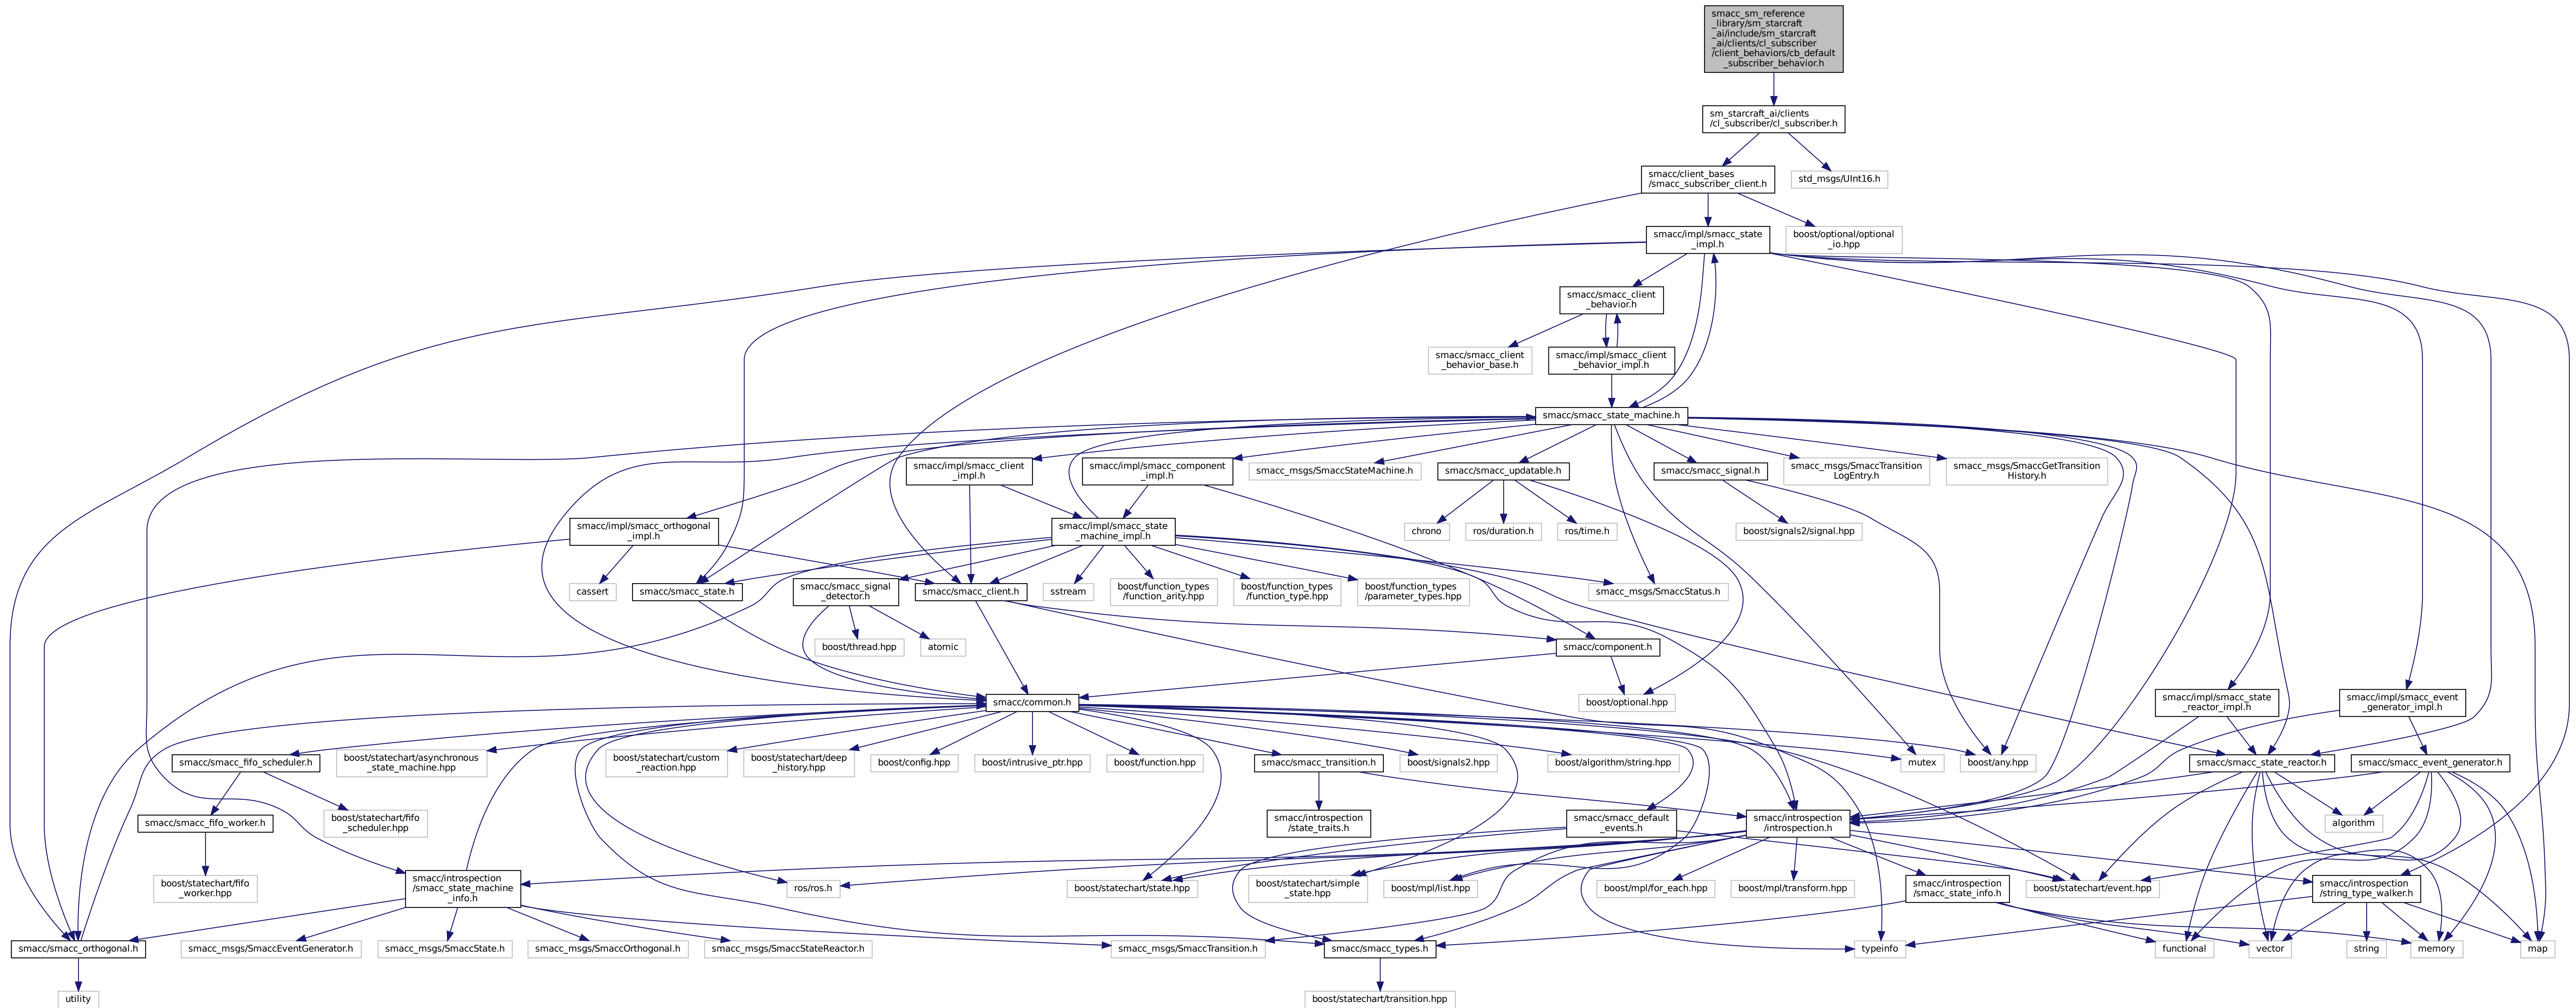 smacc_sm_reference
_library/sm_starcraft
_ai/include/sm_starcraft
_ai/clients/cl_subscriber
/client_behaviors/cb_default
_subscriber_behavior.h
sm_starcraft_ai/clients
/cl_subscriber/cl_subscriber.h
smacc/client_bases
/smacc_subscriber_client.h
std_msgs/UInt16.h
smacc/impl/smacc_state
_impl.h
boost/optional/optional
_io.hpp
smacc/smacc_client
_behavior.h
smacc/smacc_client
_behavior_base.h
smacc/impl/smacc_client
_behavior_impl.h
smacc/smacc_state_machine.h
smacc/impl/smacc_client
_impl.h
smacc/impl/smacc_component
_impl.h
smacc_msgs/SmaccStateMachine.h
smacc/smacc_updatable.h
smacc/smacc_signal.h
smacc_msgs/SmaccTransition
LogEntry.h
smacc_msgs/SmaccGetTransition
History.h
smacc/impl/smacc_orthogonal
_impl.h
smacc/impl/smacc_state
_machine_impl.h
chrono
ros/duration.h
ros/time.h
boost/signals2/signal.hpp
cassert
smacc/smacc_state.h
smacc/smacc_signal
_detector.h
smacc/smacc_client.h
sstream
boost/function_types
/function_arity.hpp
boost/function_types
/function_type.hpp
boost/function_types
/parameter_types.hpp
smacc_msgs/SmaccStatus.h
boost/thread.hpp
atomic
smacc/component.h
smacc/common.h
boost/optional.hpp
smacc/impl/smacc_state
_reactor_impl.h
smacc/impl/smacc_event
_generator_impl.h
smacc/smacc_fifo_scheduler.h
boost/statechart/asynchronous
_state_machine.hpp
boost/statechart/custom
_reaction.hpp
boost/statechart/deep
_history.hpp
boost/config.hpp
boost/intrusive_ptr.hpp
boost/function.hpp
smacc/smacc_transition.h
boost/signals2.hpp
boost/algorithm/string.hpp
mutex
boost/any.hpp
smacc/smacc_state_reactor.h
smacc/smacc_event_generator.h
smacc/smacc_fifo_worker.h
boost/statechart/fifo
_scheduler.hpp
smacc/introspection
/state_traits.h
smacc/smacc_default
_events.h
smacc/introspection
/introspection.h
algorithm
boost/statechart/fifo
_worker.hpp
smacc/introspection
/smacc_state_machine
_info.h
ros/ros.h
boost/statechart/state.hpp
boost/statechart/simple
_state.hpp
boost/mpl/list.hpp
boost/mpl/for_each.hpp
boost/mpl/transform.hpp
smacc/introspection
/smacc_state_info.h
boost/statechart/event.hpp
smacc/introspection
/string_type_walker.h
smacc/smacc_orthogonal.h
smacc_msgs/SmaccEventGenerator.h
smacc_msgs/SmaccState.h
smacc_msgs/SmaccOrthogonal.h
smacc_msgs/SmaccStateReactor.h
smacc_msgs/SmaccTransition.h
smacc/smacc_types.h
typeinfo
functional
vector
string
memory
map
utility
boost/statechart/transition.hpp